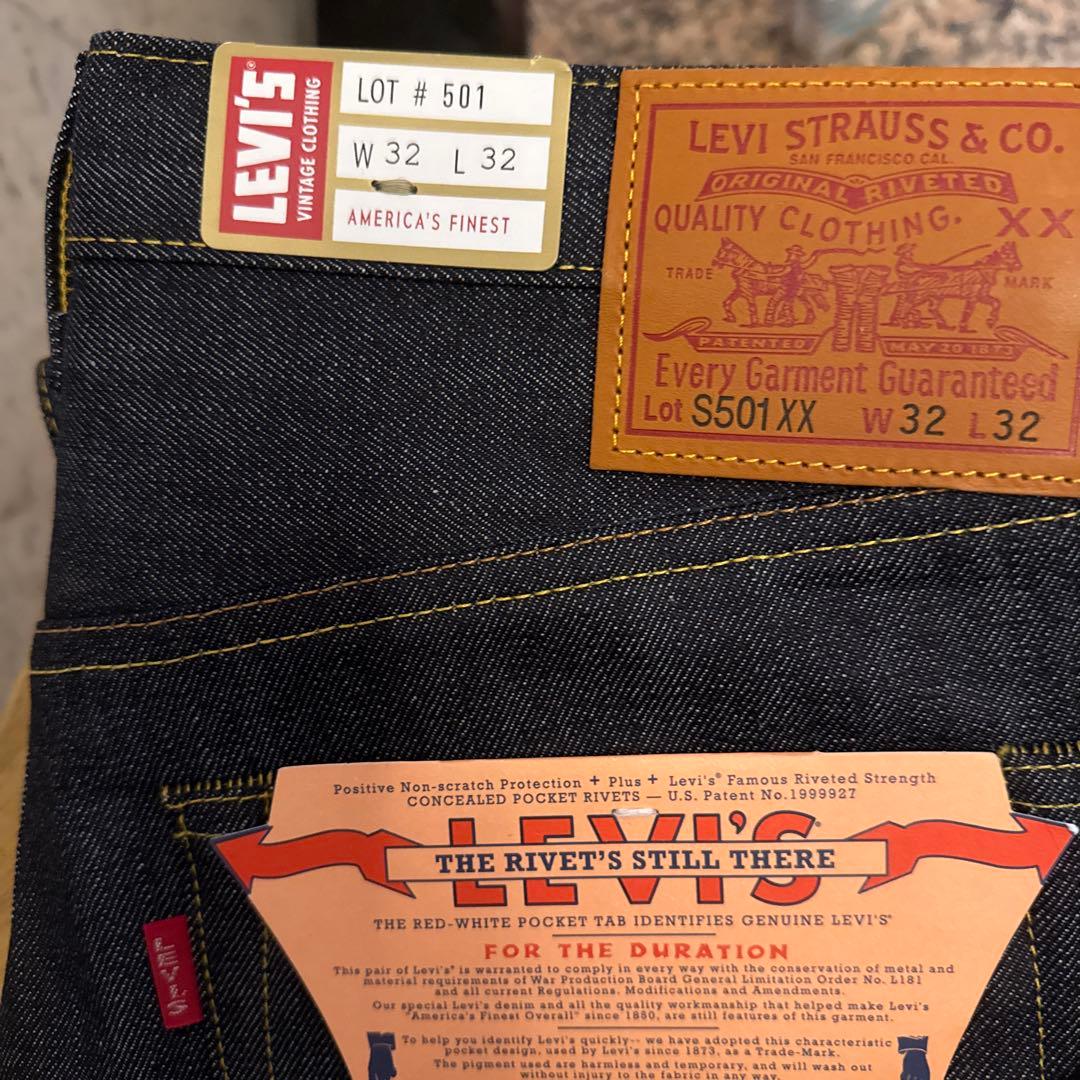 LEVI'S®
VINTAGE CLOTHING
LOT # 501
W 32 L 32
AMERICA'S FINEST
LEVI STRAUSS & CO.
SAN FRANCISCO CAL.
ORIGINAL RIVETED
QUALITY CLOTHING. XX
TRADE MARK
PATENTED MAY 20 1873
Every Garment Guaranteed
Lot S501XX W 32 L 32
Positive Non-scratch Protection + Plus + Levi's® Famous Riveted Strength
CONCEALED POCKET RIVETS — U.S. Patent No. 1999927
LEVI'S®
THE RIVET'S STILL THERE
THE RED-WHITE POCKET TAB IDENTIFIES GENUINE LEVI'S®
FOR THE DURATION
This pair of Levi's® is warranted to comply in every way with the conservation of metal and
material requirements of War Production Board General Limitation Order No. L181
and all current Regulations. Modifications and Amendments.
Our special Levi's denim and all the quality workmanship that helped make Levi's
"America's Finest Overall" since 1850, are still features of this garment.
To help you identify Levi's quickly-- we have adopted this characteristic
pocket design, used by Levi's since 1873, as a Trade-Mark.
The pigment used are harmless and temporary, and will wash out
without injury to the fabric in any way.
LEVI'S